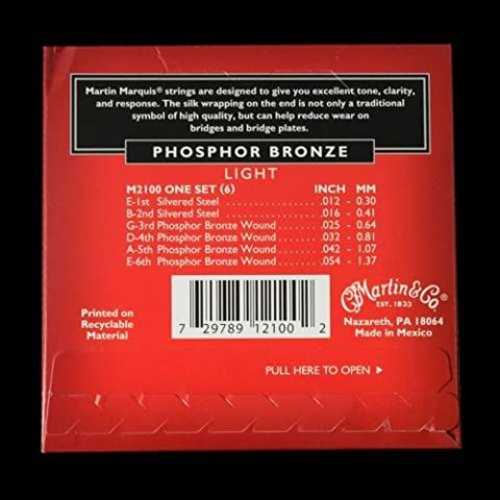 Martin Marquis® strings are designed to give you excellent tone, clarity,
and response. The silk wrapping on the end is not only a traditional
symbol of high quality, but can help reduce wear on
bridges and bridge plates.
PHOSPHOR BRONZE
LIGHT
M2100 ONE SET (6) INCH MM
E-1st Silvered Steel .................. .012 - 0.30
B-2nd Silvered Steel .................. .016 - 0.41
G-3rd Phosphor Bronze Wound ........ .025 - 0.64
D-4th Phosphor Bronze Wound ........ .032 - 0.81
A-5th Phosphor Bronze Wound ........ .042 - 1.07
E-6th Phosphor Bronze Wound ........ .054 - 1.37
Printed on
Recyclable
Material
7 29789 12100 2
Martin & Co
EST. 1833
Nazareth, PA 18064
Made in Mexico
PULL HERE TO OPEN